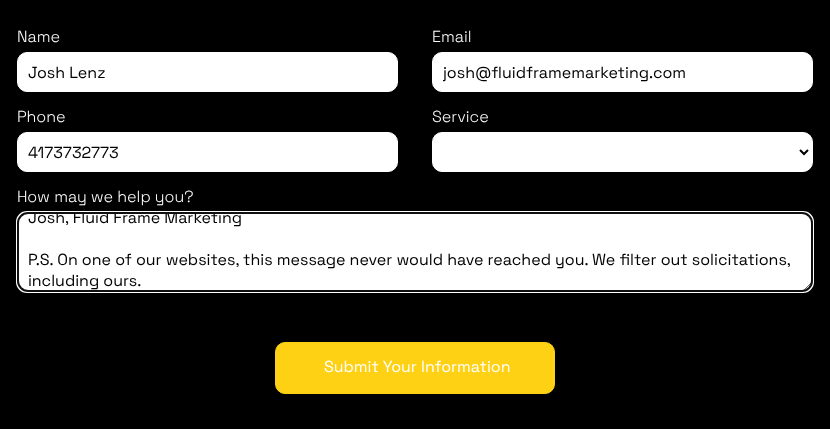 Name
Email
Josh Lenz
josh@fluidframemarketing.com
Phone
Service
4173732773
How may we help you?
Josh, Fluid Frame Marketing
P.S. On one of our websites, this message never would have reached you. We filter out solicitations,
including ours.
Submit Your Information